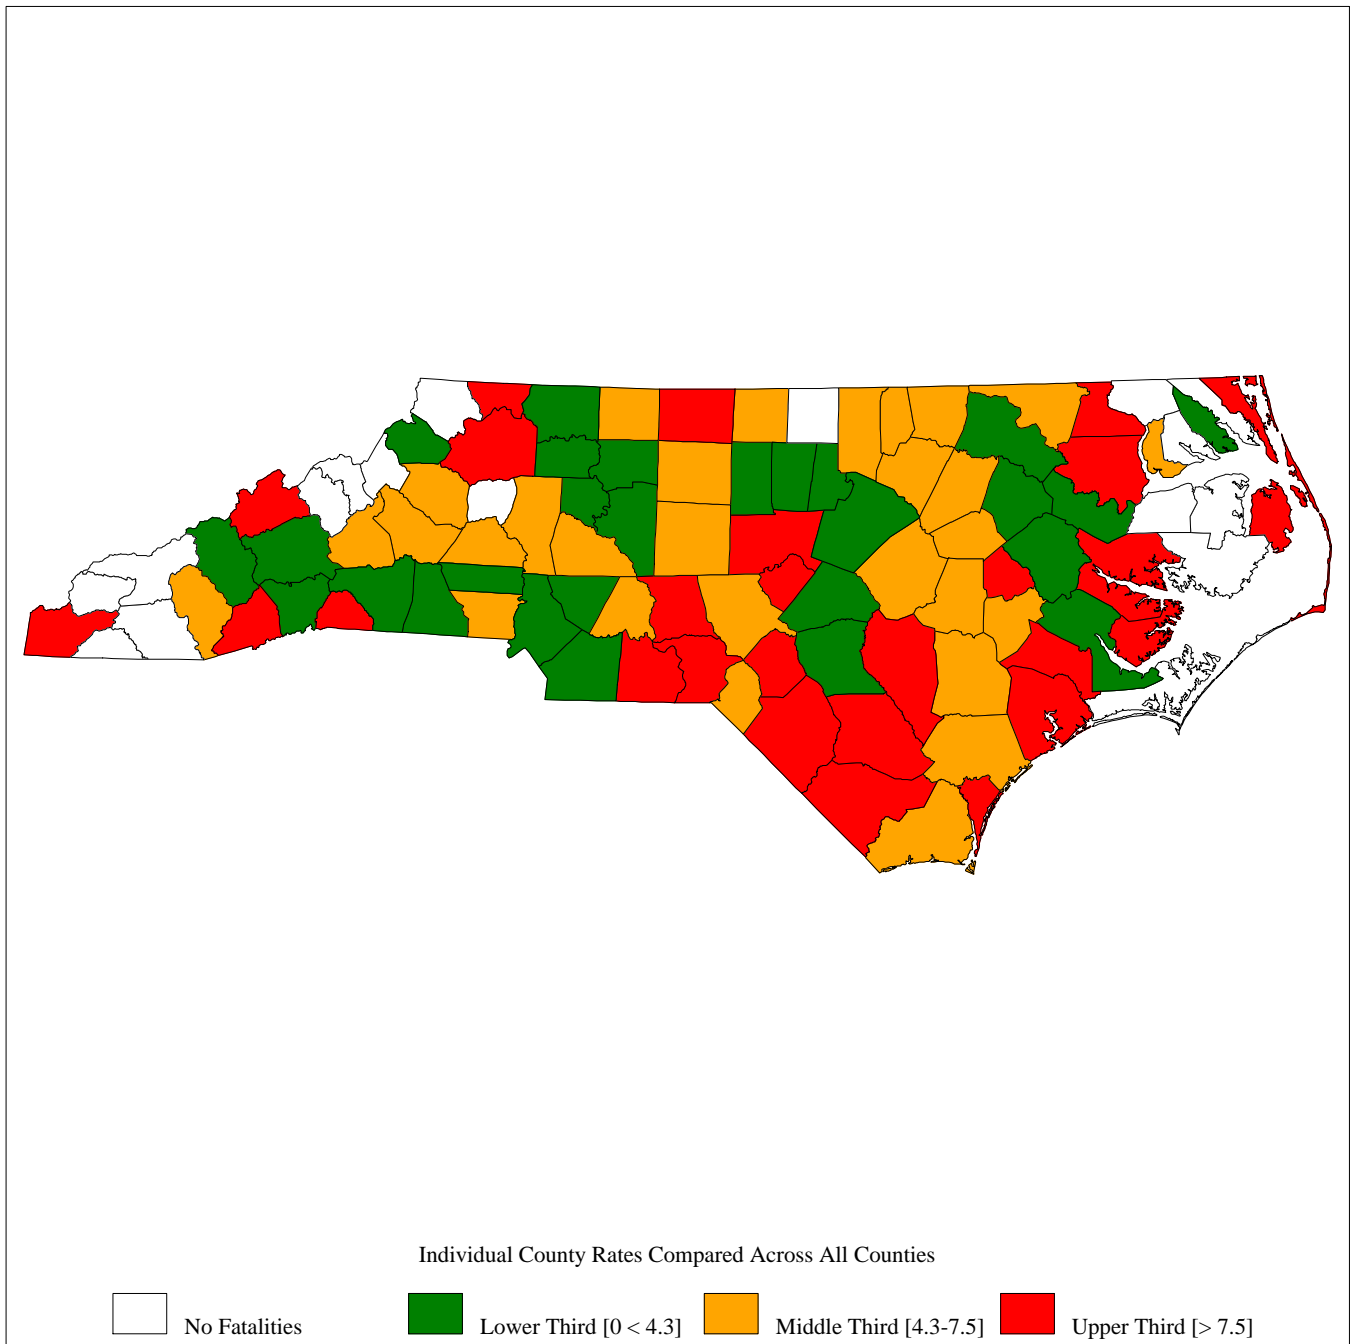 Individual County Rates Compared Across All Counties
No Fatalities Lower Third [0 < 4.3] Middle Third [4.3-7.5] Upper Third [> 7.5]